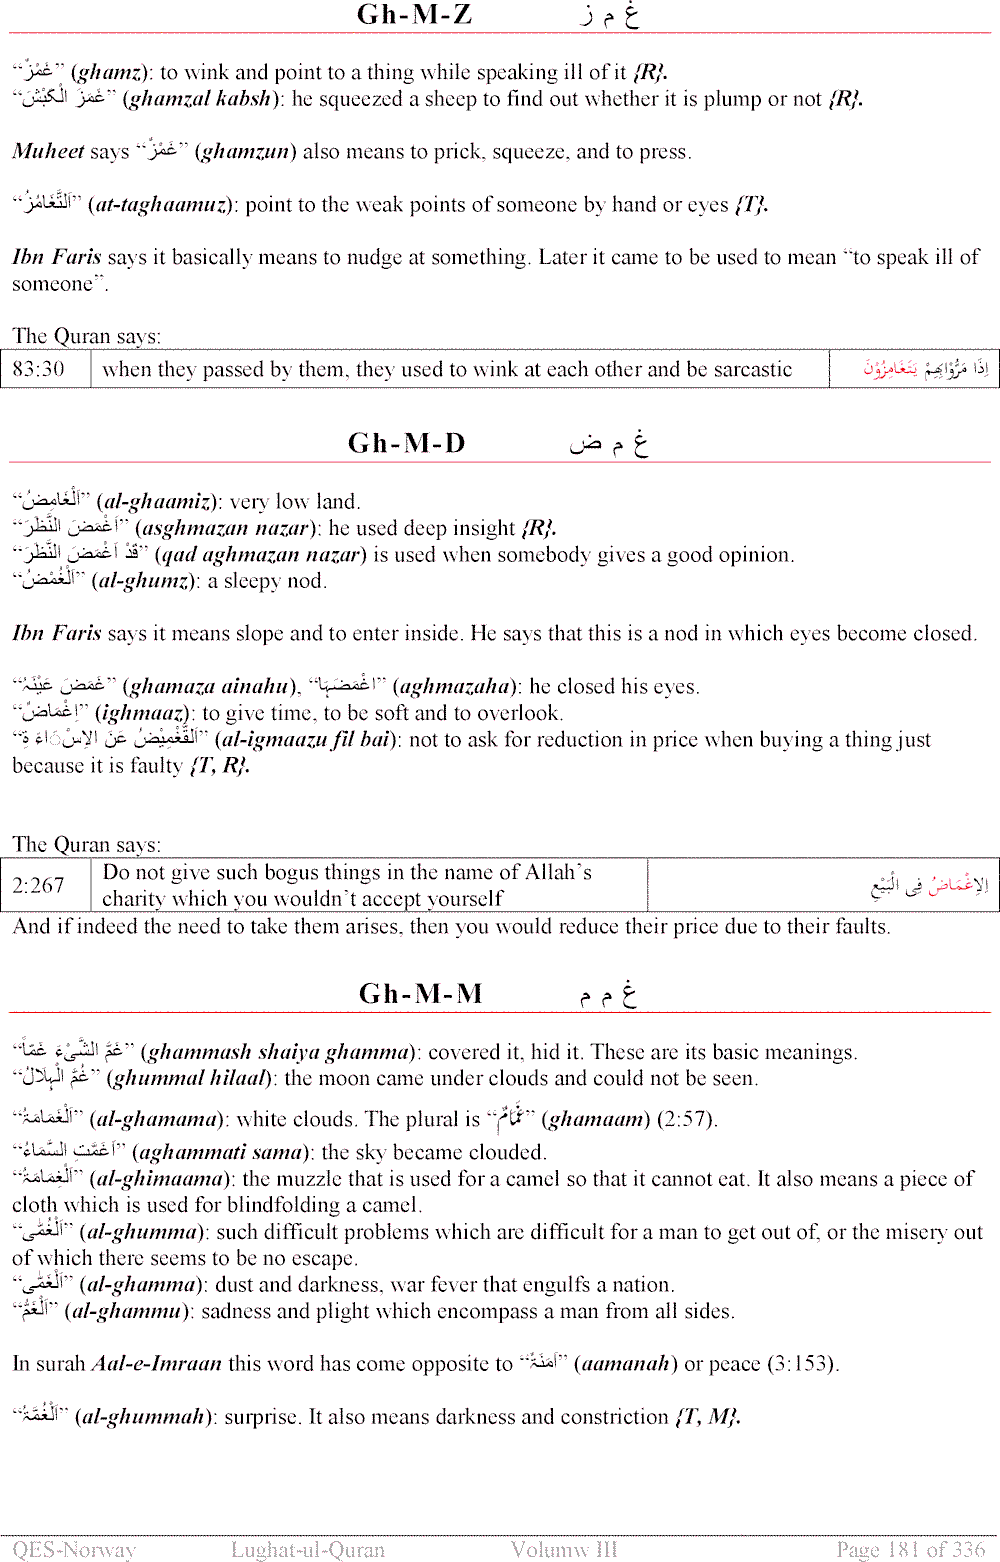 Gh-M-Z غ م ز
“غَمْزٌ” (ghamz): to wink and point to a thing while speaking ill of it {R}.
“غَمَزَ الْكَبْشَ” (ghamzal kabsh): he squeezed a sheep to find out whether it is plump or not {R}.
Muheet says “غَمْزٌ” (ghamzun) also means to prick, squeeze, and to press.
“اَلتَّغَامُزُ” (at-taghaamuz): point to the weak points of someone by hand or eyes {T}.
Ibn Faris says it basically means to nudge at something. Later it came to be used to mean “to speak ill of
someone”.
The Quran says:
83:30 when they passed by them, they used to wink at each other and be sarcastic اِذَا مَرُّوْابِهِمْ يَتَغَامِزُوْنَ
Gh-M-D غ م ض
“اَلْغَامِضُ” (al-ghaamiz): very low land.
“اَغْمَضَ النَّظَرَ” (asghmazan nazar): he used deep insight {R}.
“قَدْ اَغْمَضَ النَّظَرَ” (qad aghmazan nazar) is used when somebody gives a good opinion.
“اَلْغُمْضُ” (al-ghumz): a sleepy nod.
Ibn Faris says it means slope and to enter inside. He says that this is a nod in which eyes become closed.
“غَمَضَ عَيْنَہٗ” (ghamaza ainahu), “اغْمَضَہَا” (aghmazaha): he closed his eyes.
“اِغْمَاضٌ” (ighmaaz): to give time, to be soft and to overlook.
“اَلتَّغْمِيْضُ عَنَ الاِسْاَءَ ةِ” (al-igmaazu fil bai): not to ask for reduction in price when buying a thing just
because it is faulty {T, R}.
The Quran says:
2:267 Do not give such bogus things in the name of Allah’s اِلاِغْمَاضُ فِی الْبَيْعِ
charity which you wouldn’t accept yourself
And if indeed the need to take them arises, then you would reduce their price due to their faults.
Gh-M-M غ م م
“غَمَّ الشَّیْءَ غَمّاً” (ghammash shaiya ghamma): covered it, hid it. These are its basic meanings.
“غُمَّ الْہِلَالُ” (ghummal hilaal): the moon came under clouds and could not be seen.
“اَلْغَمَامَۃُ” (al-ghamama): white clouds. The plural is “غَمَامٌ” (ghamaam) (2:57).
“اَغَمَّتِ السَّمَاءُ” (aghammati sama): the sky became clouded.
“اَلْغِمَامَۃُ” (al-ghimaama): the muzzle that is used for a camel so that it cannot eat. It also means a piece of
cloth which is used for blindfolding a camel.
“اَلْغُمّٰی” (al-ghumma): such difficult problems which are difficult for a man to get out of, or the misery out
of which there seems to be no escape.
“اَلْغَمّٰی” (al-ghamma): dust and darkness, war fever that engulfs a nation.
“اَلْغَمُّ” (al-ghammu): sadness and plight which encompass a man from all sides.
In surah Aal-e-Imraan this word has come opposite to “اَمَنَۃٌ” (aamanah) or peace (3:153).
“اَلْغُمَّۃُ” (al-ghummah): surprise. It also means darkness and constriction {T, M}.
QES-Norway Lughat-ul-Quran Volumw III Page 181 of 336